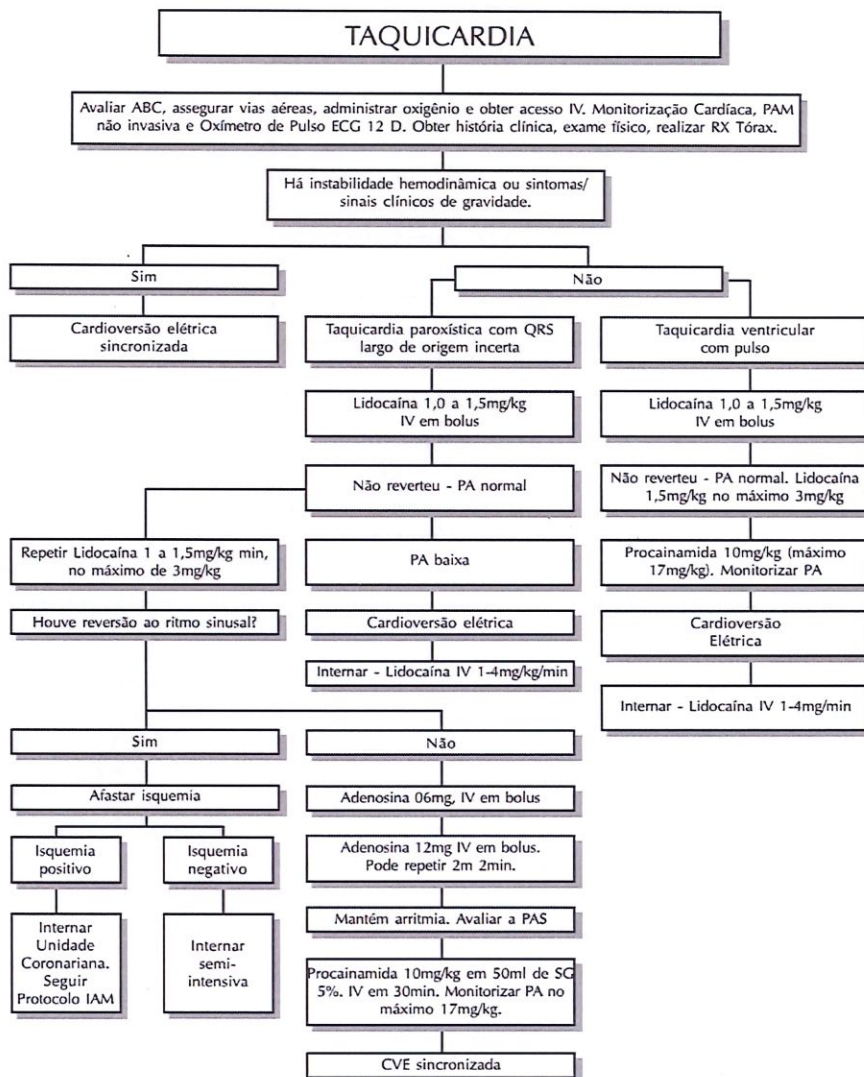 TAQUICARDIA
Avaliar ABC, assegurar vias aéreas, administrar oxigênio e obter acesso IV. Monitorização Cardíaca, PAM
não invasiva e Oxímetro de Pulso ECG 12 D. Obter história clínica, exame físico, realizar RX Tórax.
Há instabilidade hemodinâmica ou sintomas/
sinais clínicos de gravidade.
Sim
Não
Cardioversão elétrica
sincronizada
Taquicardia paroxística com QRS
largo de origem incerta
Taquicardia ventricular
com pulso
Lidocaína 1,0 a 1,5mg/kg
IV em bolus
Lidocaína 1,0 a 1,5mg/kg
IV em bolus
Não reverteu - PA normal
Não reverteu - PA normal. Lidocaína
1,5mg/kg no máximo 3mg/kg
Repetir Lidocaína 1 a 1,5mg/kg min,
no máximo de 3mg/kg
PA baixa
Procainamida 10mg/kg (máximo
17mg/kg). Monitorizar PA
Houve reversão ao ritmo sinusal?
Cardioversão elétrica
Cardioversão
Elétrica
Internar - Lidocaína IV 1-4mg/kg/min
Internar - Lidocaína IV 1-4mg/min
Sim
Não
Afastar isquemia
Adenosina 06mg, IV em bolus
Isquemia
positivo
Isquemia
negativo
Adenosina 12mg IV em bolus.
Pode repetir 2m 2min.
Internar
Unidade
Coronariana.
Seguir
Protocolo IAM
Internar
semi-
intensiva
Mantém arritmia. Avaliar a PAS
Procainamida 10mg/kg em 50ml de SG
5%. IV em 30min. Monitorizar PA no
máximo 17mg/kg.
CVE sincronizada